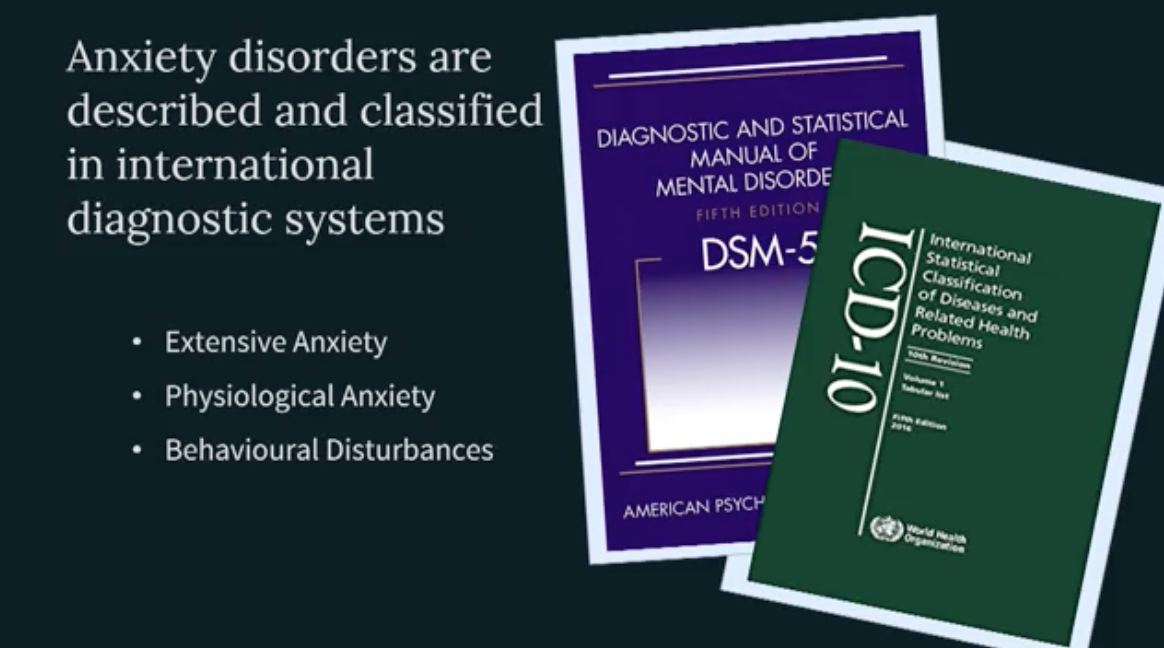 Anxiety disorders are
described and classified
in international
diagnostic systems
• Extensive Anxiety
• Physiological Anxiety
• Behavioural Disturbances
DIAGNOSTIC AND STATISTICAL
MANUAL OF
MENTAL DISORDE
FIFTH EDITION
DSM-5
AMERICAN PSYCH
ICD-10
International
Statistical
Classification
of Diseases and
Related Health
Problems
10th Revision
Volume 1
Tabular list
Fifth Edition
2016
World Health
Organization